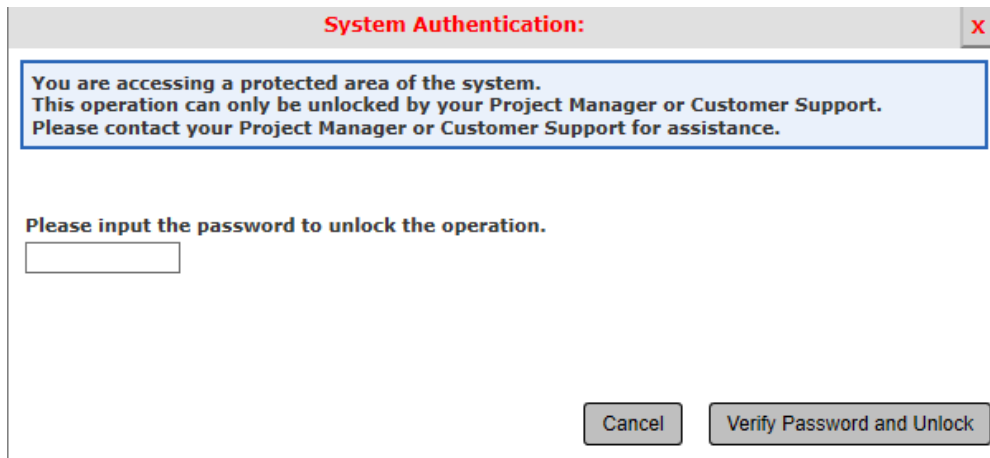 System Authentication:
X
You are accessing a protected area of the system.
This operation can only be unlocked by your Project Manager or Customer Support.
Please contact your Project Manager or Customer Support for assistance.
Please input the password to unlock the operation.
Cancel
Verify Password and Unlock